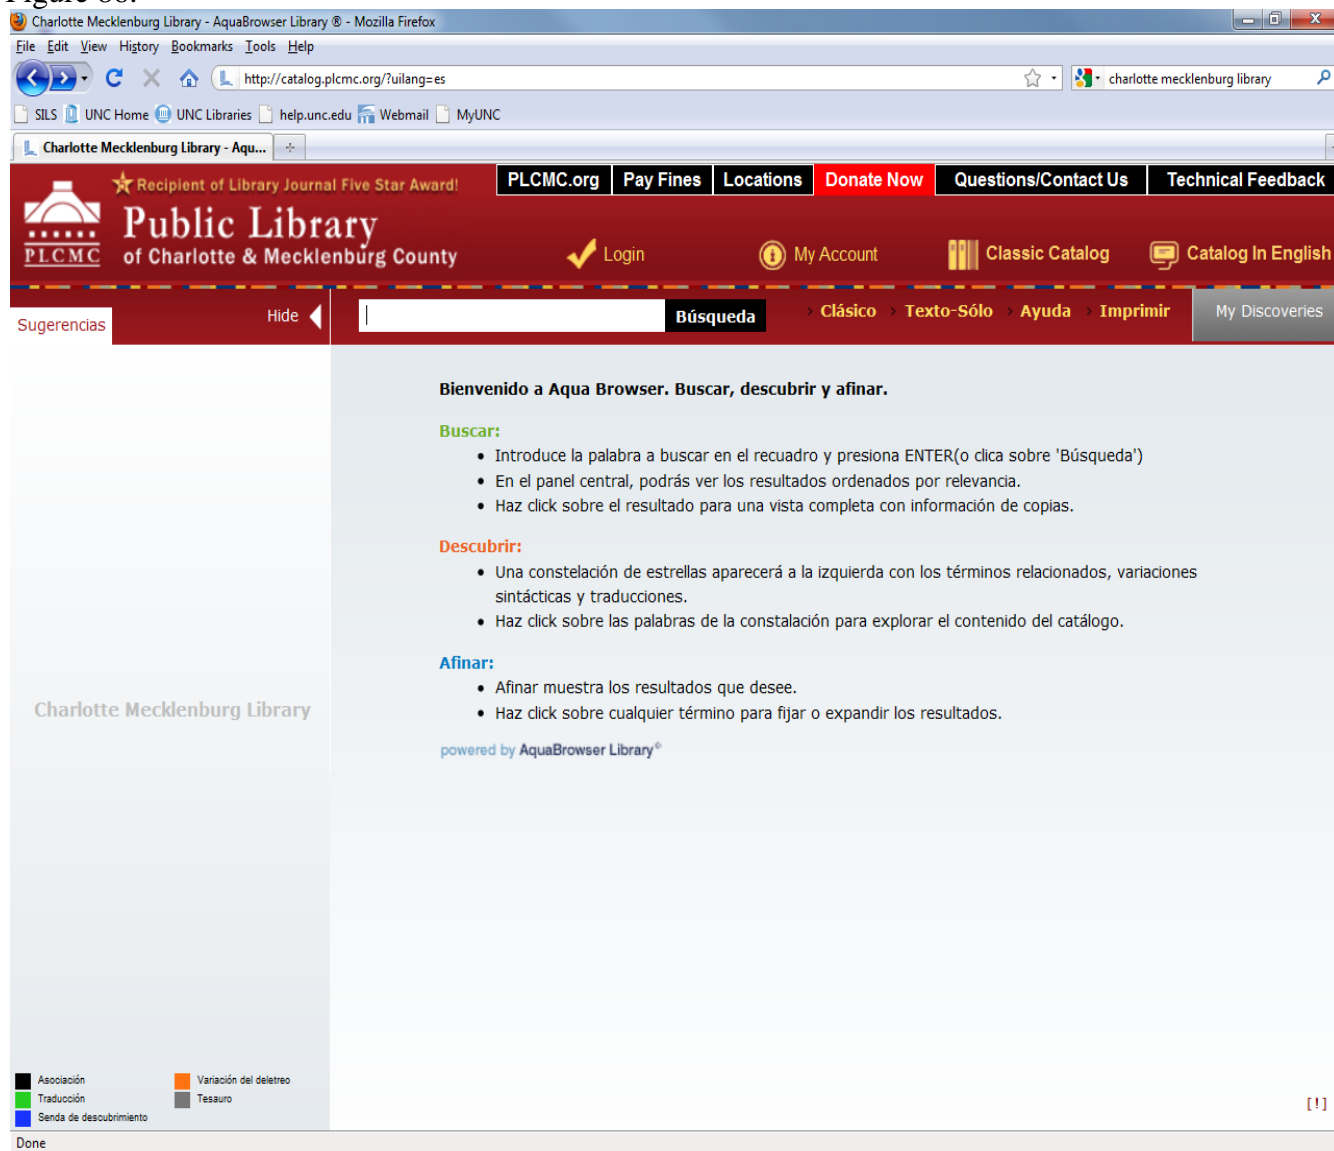 Figure 88.
Charlotte Mecklenburg Library - AquaBrowser Library ® - Mozilla Firefox
File Edit View History Bookmarks Tools Help
http://catalog.plcmc.org/?uilang=es
charlotte mecklenburg library
SILS UNC Home UNC Libraries help.unc.edu Webmail MyUNC
Charlotte Mecklenburg Library - Aqu...
Recipient of Library Journal Five Star Award!
PLCMC.org Pay Fines Locations Donate Now Questions/Contact Us Technical Feedback
Public Library
PLCMC of Charlotte & Mecklenburg County
Login My Account Classic Catalog Catalog In English
Sugerencias Hide Búsqueda Clásico Texto-Sólo Ayuda Imprimir My Discoveries
Bienvenido a Aqua Browser. Buscar, descubrir y afinar.
Buscar:
• Introduce la palabra a buscar en el recuadro y presiona ENTER(o clica sobre 'Búsqueda')
• En el panel central, podrás ver los resultados ordenados por relevancia.
• Haz click sobre el resultado para una vista completa con información de copias.
Descubrir:
• Una constelación de estrellas aparecerá a la izquierda con los términos relacionados, variaciones
sintácticas y traducciones.
• Haz click sobre las palabras de la constalación para explorar el contenido del catálogo.
Afinar:
• Afinar muestra los resultados que desee.
• Haz click sobre cualquier término para fijar o expandir los resultados.
Charlotte Mecklenburg Library
powered by AquaBrowser Library®
Asociación Variación del deletreo
Traducción Tesauro
Senda de descubrimiento
[!]
Done